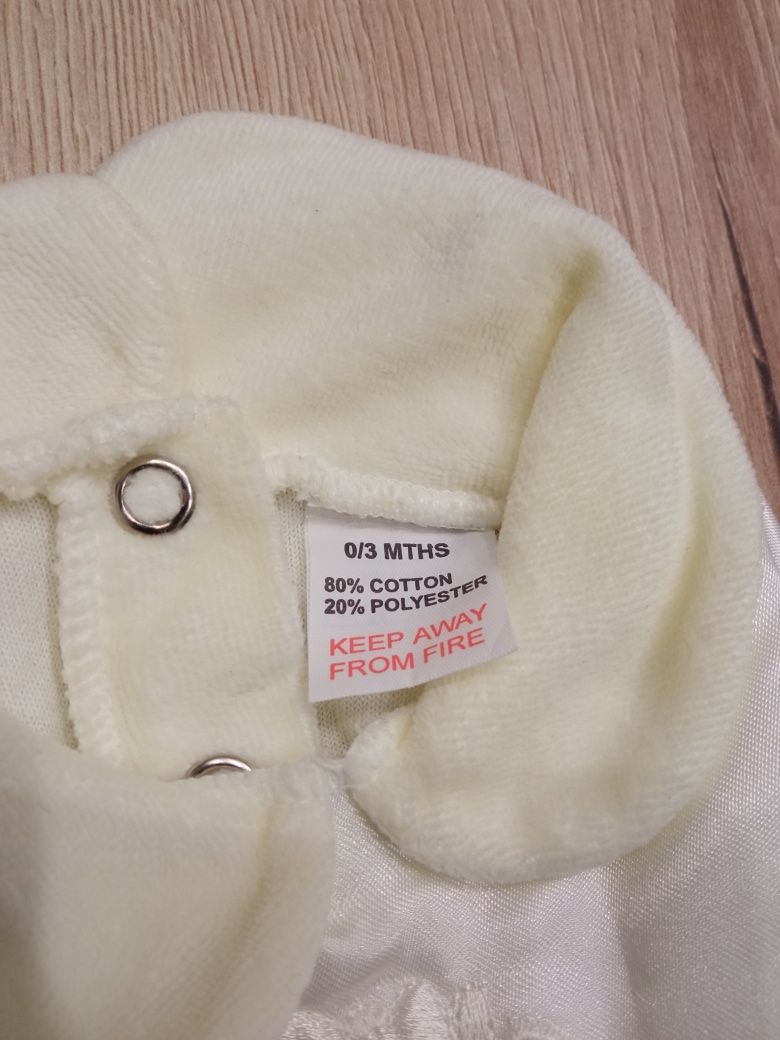 0/3 MTHS
80% COTTON
20% POLYESTER
KEEP AWAY
FROM FIRE